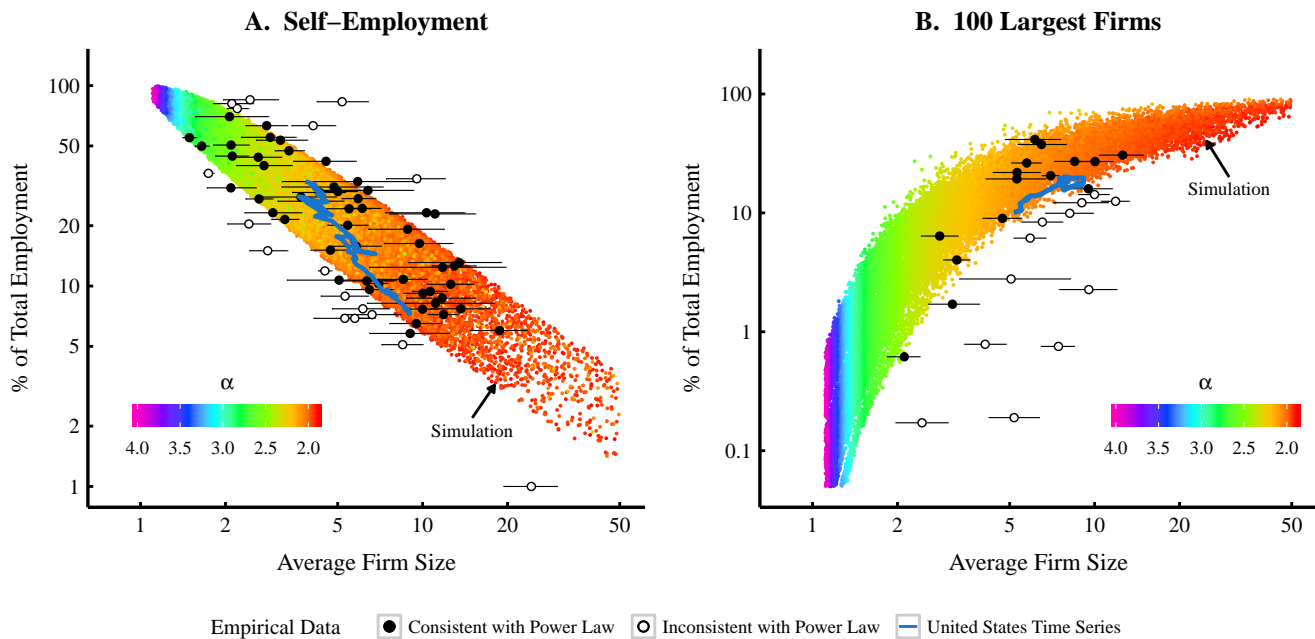 A. Self−Employment
B. 100 Largest Firms
% of Total Employment
100
50
20
10
5
2
1
α
4.0 3.5 3.0 2.5 2.0
Simulation
1 2 5 10 20 50
Average Firm Size
% of Total Employment
100
10
1
0.1
Simulation
α
4.0 3.5 3.0 2.5 2.0
1 2 5 10 20 50
Average Firm Size
Empirical Data Consistent with Power Law Inconsistent with Power Law United States Time Series